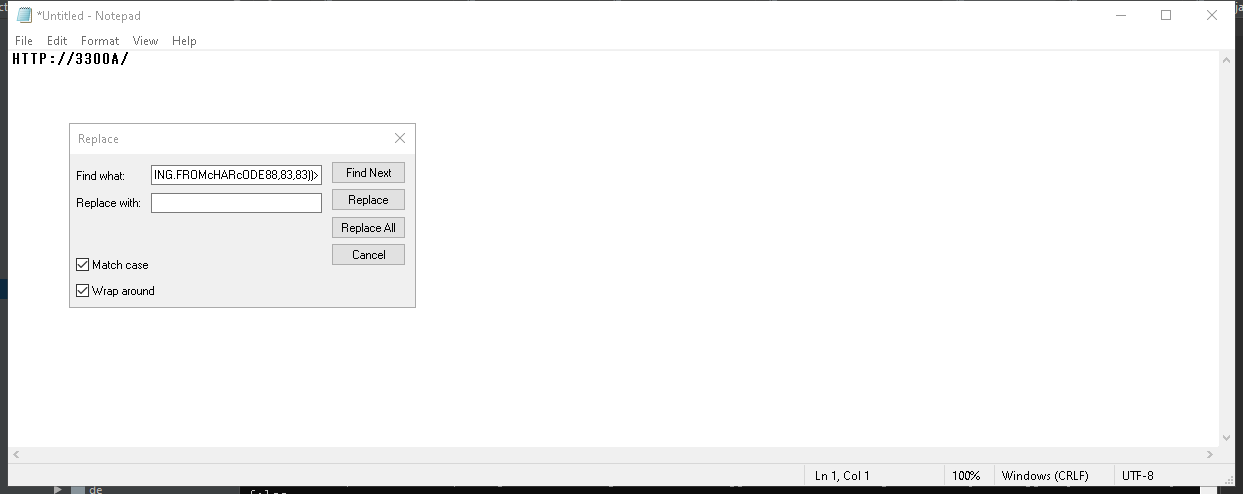 *Untitled - Notepad
File Edit Format View Help
HTTP://3300A/
Replace
Find what: ING.FROMcHARcODE88,83,83))> Find Next
Replace with: Replace
Replace All
Cancel
Match case
Wrap around
Ln 1, Col 1 100% Windows (CRLF) UTF-8
de